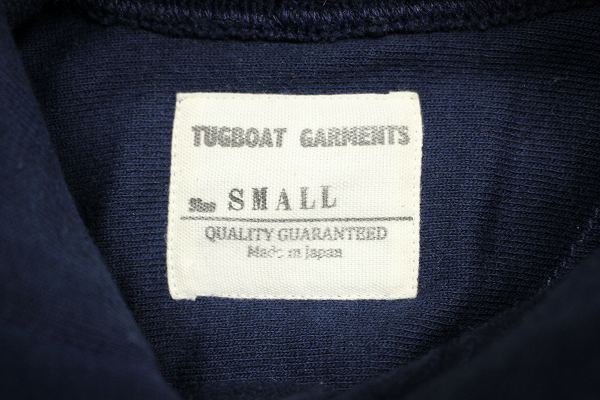 TUGBOAT GARMENTS
Size SMALL
QUALITY GUARANTEED
Made in Japan